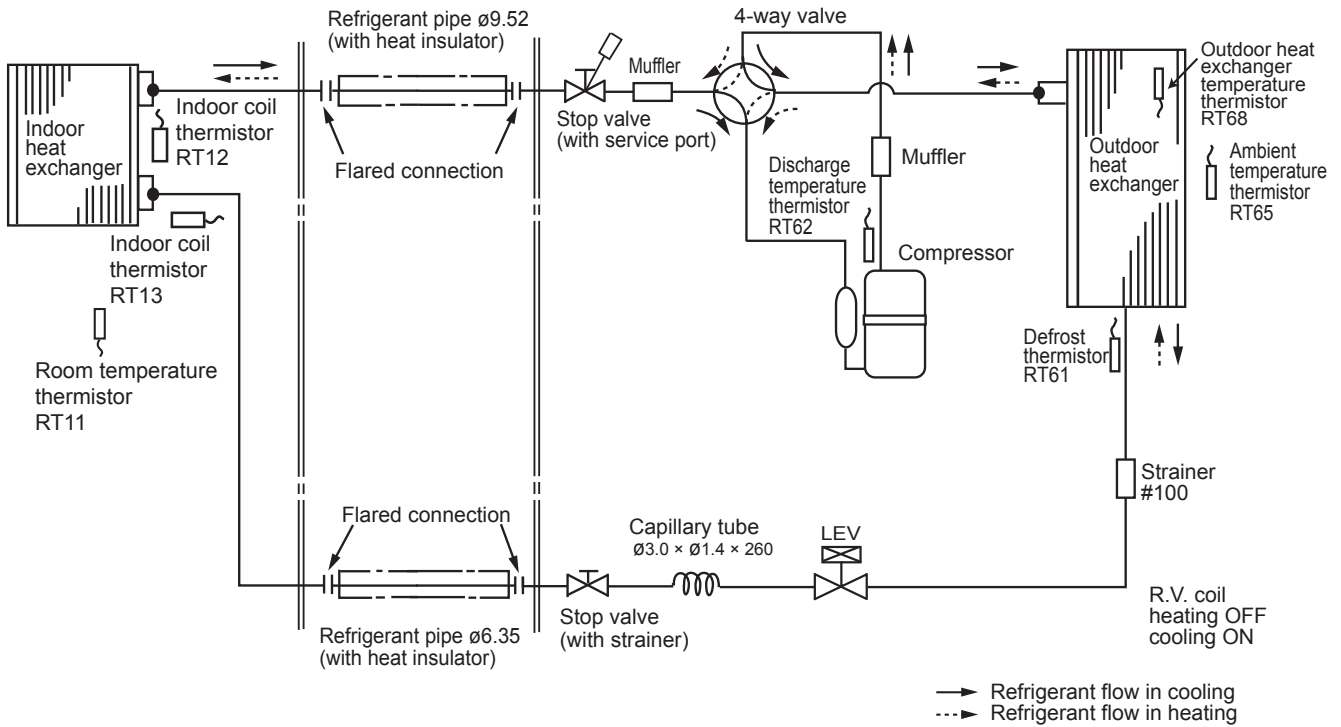 Refrigerant pipe ø9.52
(with heat insulator)
4-way valve
Muffler
Outdoor heat
exchanger
temperature
thermistor
RT68
Indoor
heat
exchanger
Indoor coil
thermistor
RT12
Stop valve
(with service port)
Flared connection
Muffler
Discharge
temperature
thermistor
RT62
Outdoor
heat
exchanger
Ambient
temperature
thermistor
RT65
Indoor coil
thermistor
RT13
Compressor
Room temperature
thermistor
RT11
Defrost
thermistor
RT61
Strainer
#100
Flared connection
Capillary tube
ø3.0 × ø1.4 × 260
LEV
Stop valve
(with strainer)
Refrigerant pipe ø6.35
(with heat insulator)
R.V. coil
heating OFF
cooling ON
Refrigerant flow in cooling
Refrigerant flow in heating